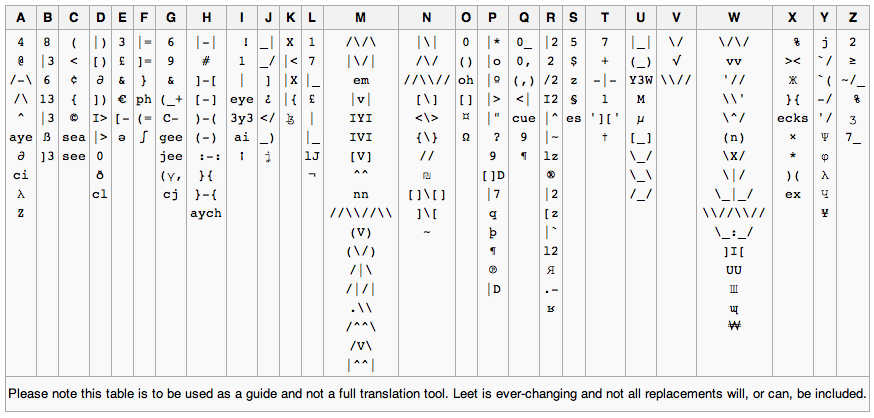 A B C D E F G H I J K L M N O P Q R S T U V W X Y Z
4 8 ( |) 3 |= 6 |-| ! _| X 1 /\/\ |\| 0 |* 0_ |2 5 7 |_| \/ \/\/ % j 2
@ |3 < [) £ ]= 9 # 1 _/ |< 7 |\/| /\/ () |o 0, 2 $ + (_) √ vv >< `/ ≥
/-\ 6 ¢ ∂ & } & ]-[ | ] |X |_ em //\\// oh |º (,) /2 z -|- Y3W \\// '// Ж `( ~/_
/\ 13 { ]) € ph (_+ [-] eye ¿ |{ £ |v| [\] [] |> <| I2 § 1 M \\' }{ -/ %
^ |3 © I> [- (= C- )-( 3y3 </ ɮ | IYI <\> ¤ |" cue |^ es '][' µ \^/ ecks '/ ʒ
aye ß sea |> ə ʃ gee (-) ai _) |_ IVI {\} Ω ? 9 |~ † [_] (n) × Ψ 7_
∂ ]3 see 0 jee :-: ¡ ʝ lJ [V] // 9 ¶ lz \_/ \X/ * φ
ci ð (γ, }{ ¬ ^^ ₪ []D ® \_\ \|/ )( λ
λ cl cj }-{ nn []\[] |7 |2 /_/ \_|_/ ex Ч
Z aych //\\//\\ ]\[ q [z \\//\\// ¥
(V) ~ þ |` \_:_/
(\/) ¶ l2 ]I[
/|\ ℗ Я UU
/|/| |D .- Ш
.\\ ʁ ɰ
/^^\ ₩
/V\
|^^|
Please note this table is to be used as a guide and not a full translation tool. Leet is ever-changing and not all replacements will, or can, be included.